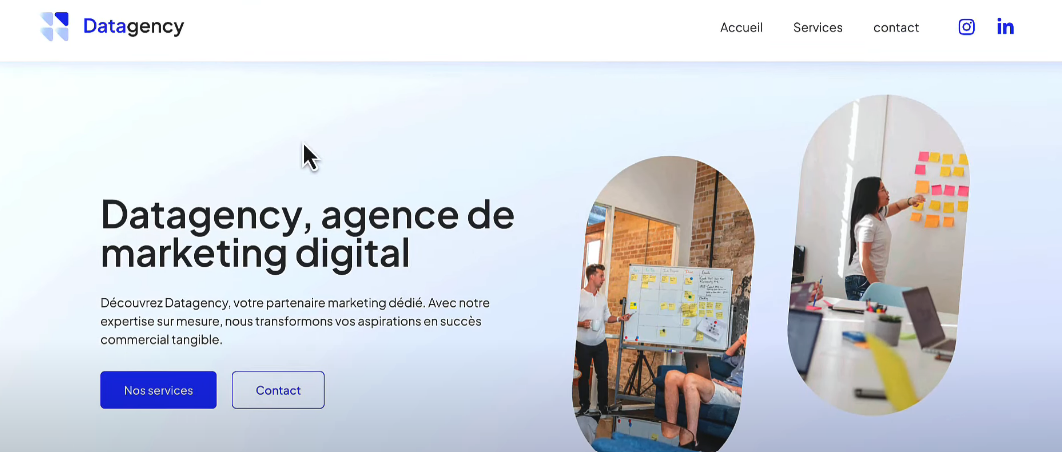 Datagency
Accueil
Services
contact
Datagency, agence de
marketing digital
Découvrez Datagency, votre partenaire marketing dédié. Avec notre
expertise sur mesure, nous transformons vos aspirations en succès
commercial tangible.
Nos services
Contact